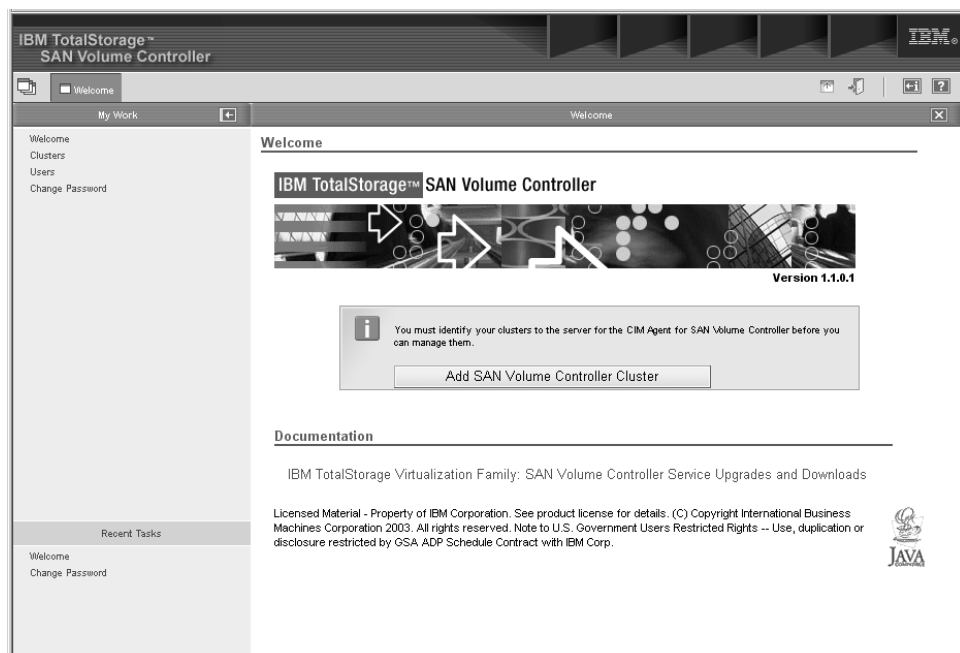 IBM TotalStorage™
SAN Volume Controller
IBM®
Welcome
My Work
Welcome
Welcome
Clusters
Users
Change Password
Welcome
IBM TotalStorage™ SAN Volume Controller
Version 1.1.0.1
You must identify your clusters to the server for the CIM Agent for SAN Volume Controller before you
can manage them.
Add SAN Volume Controller Cluster
Documentation
IBM TotalStorage Virtualization Family: SAN Volume Controller Service Upgrades and Downloads
Licensed Material - Property of IBM Corporation. See product license for details. (C) Copyright International Business
Machines Corporation 2003. All rights reserved. Note to U.S. Government Users Restricted Rights -- Use, duplication or
disclosure restricted by GSA ADP Schedule Contract with IBM Corp.
JAVA
COMPATIBLE
Recent Tasks
Welcome
Change Password